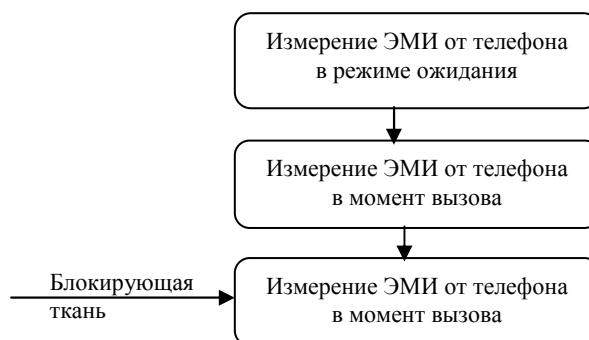 Измерение ЭМИ от телефона
в режиме ожидания
Измерение ЭМИ от телефона
в момент вызова
Блокирующая
ткань
Измерение ЭМИ от телефона
в момент вызова